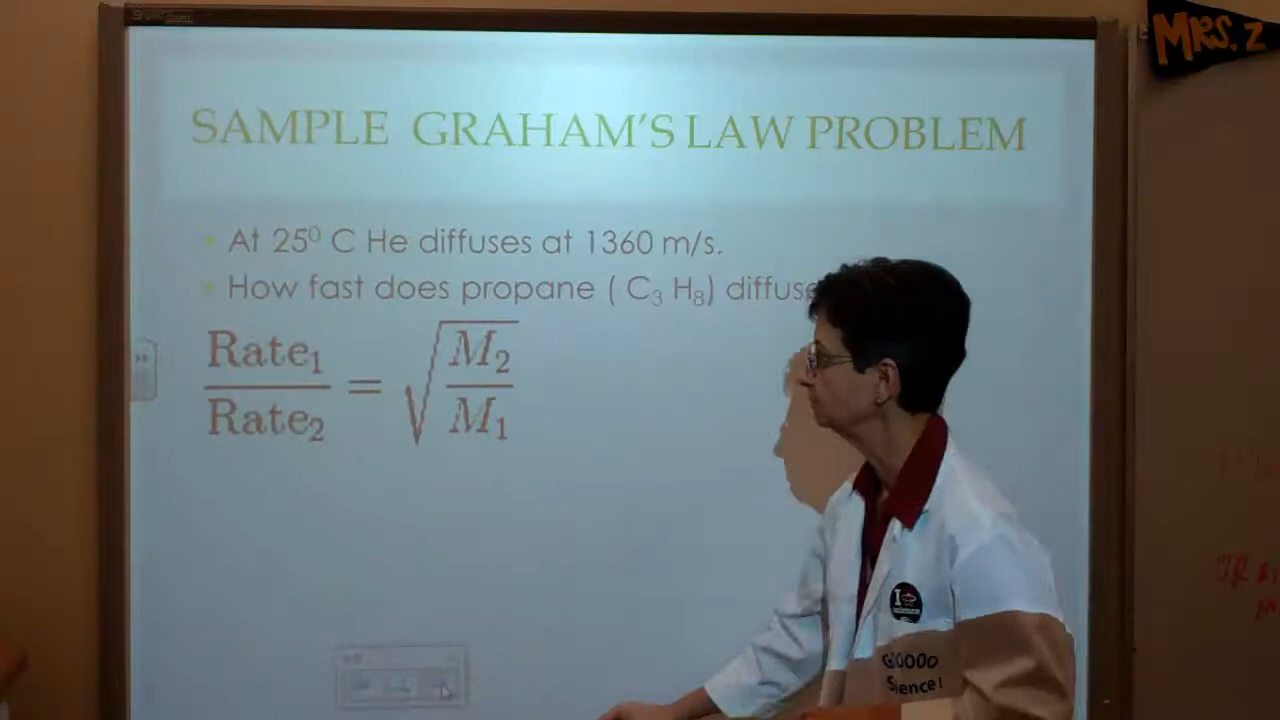 MRS. Z
SAMPLE GRAHAM'S LAW PROBLEM
At 25⁰ C He diffuses at 1360 m/s.
How fast does propane ( C₃ H₈) diffuse
Rate₁ / Rate₂ = √(M₂ / M₁)
I
Science!